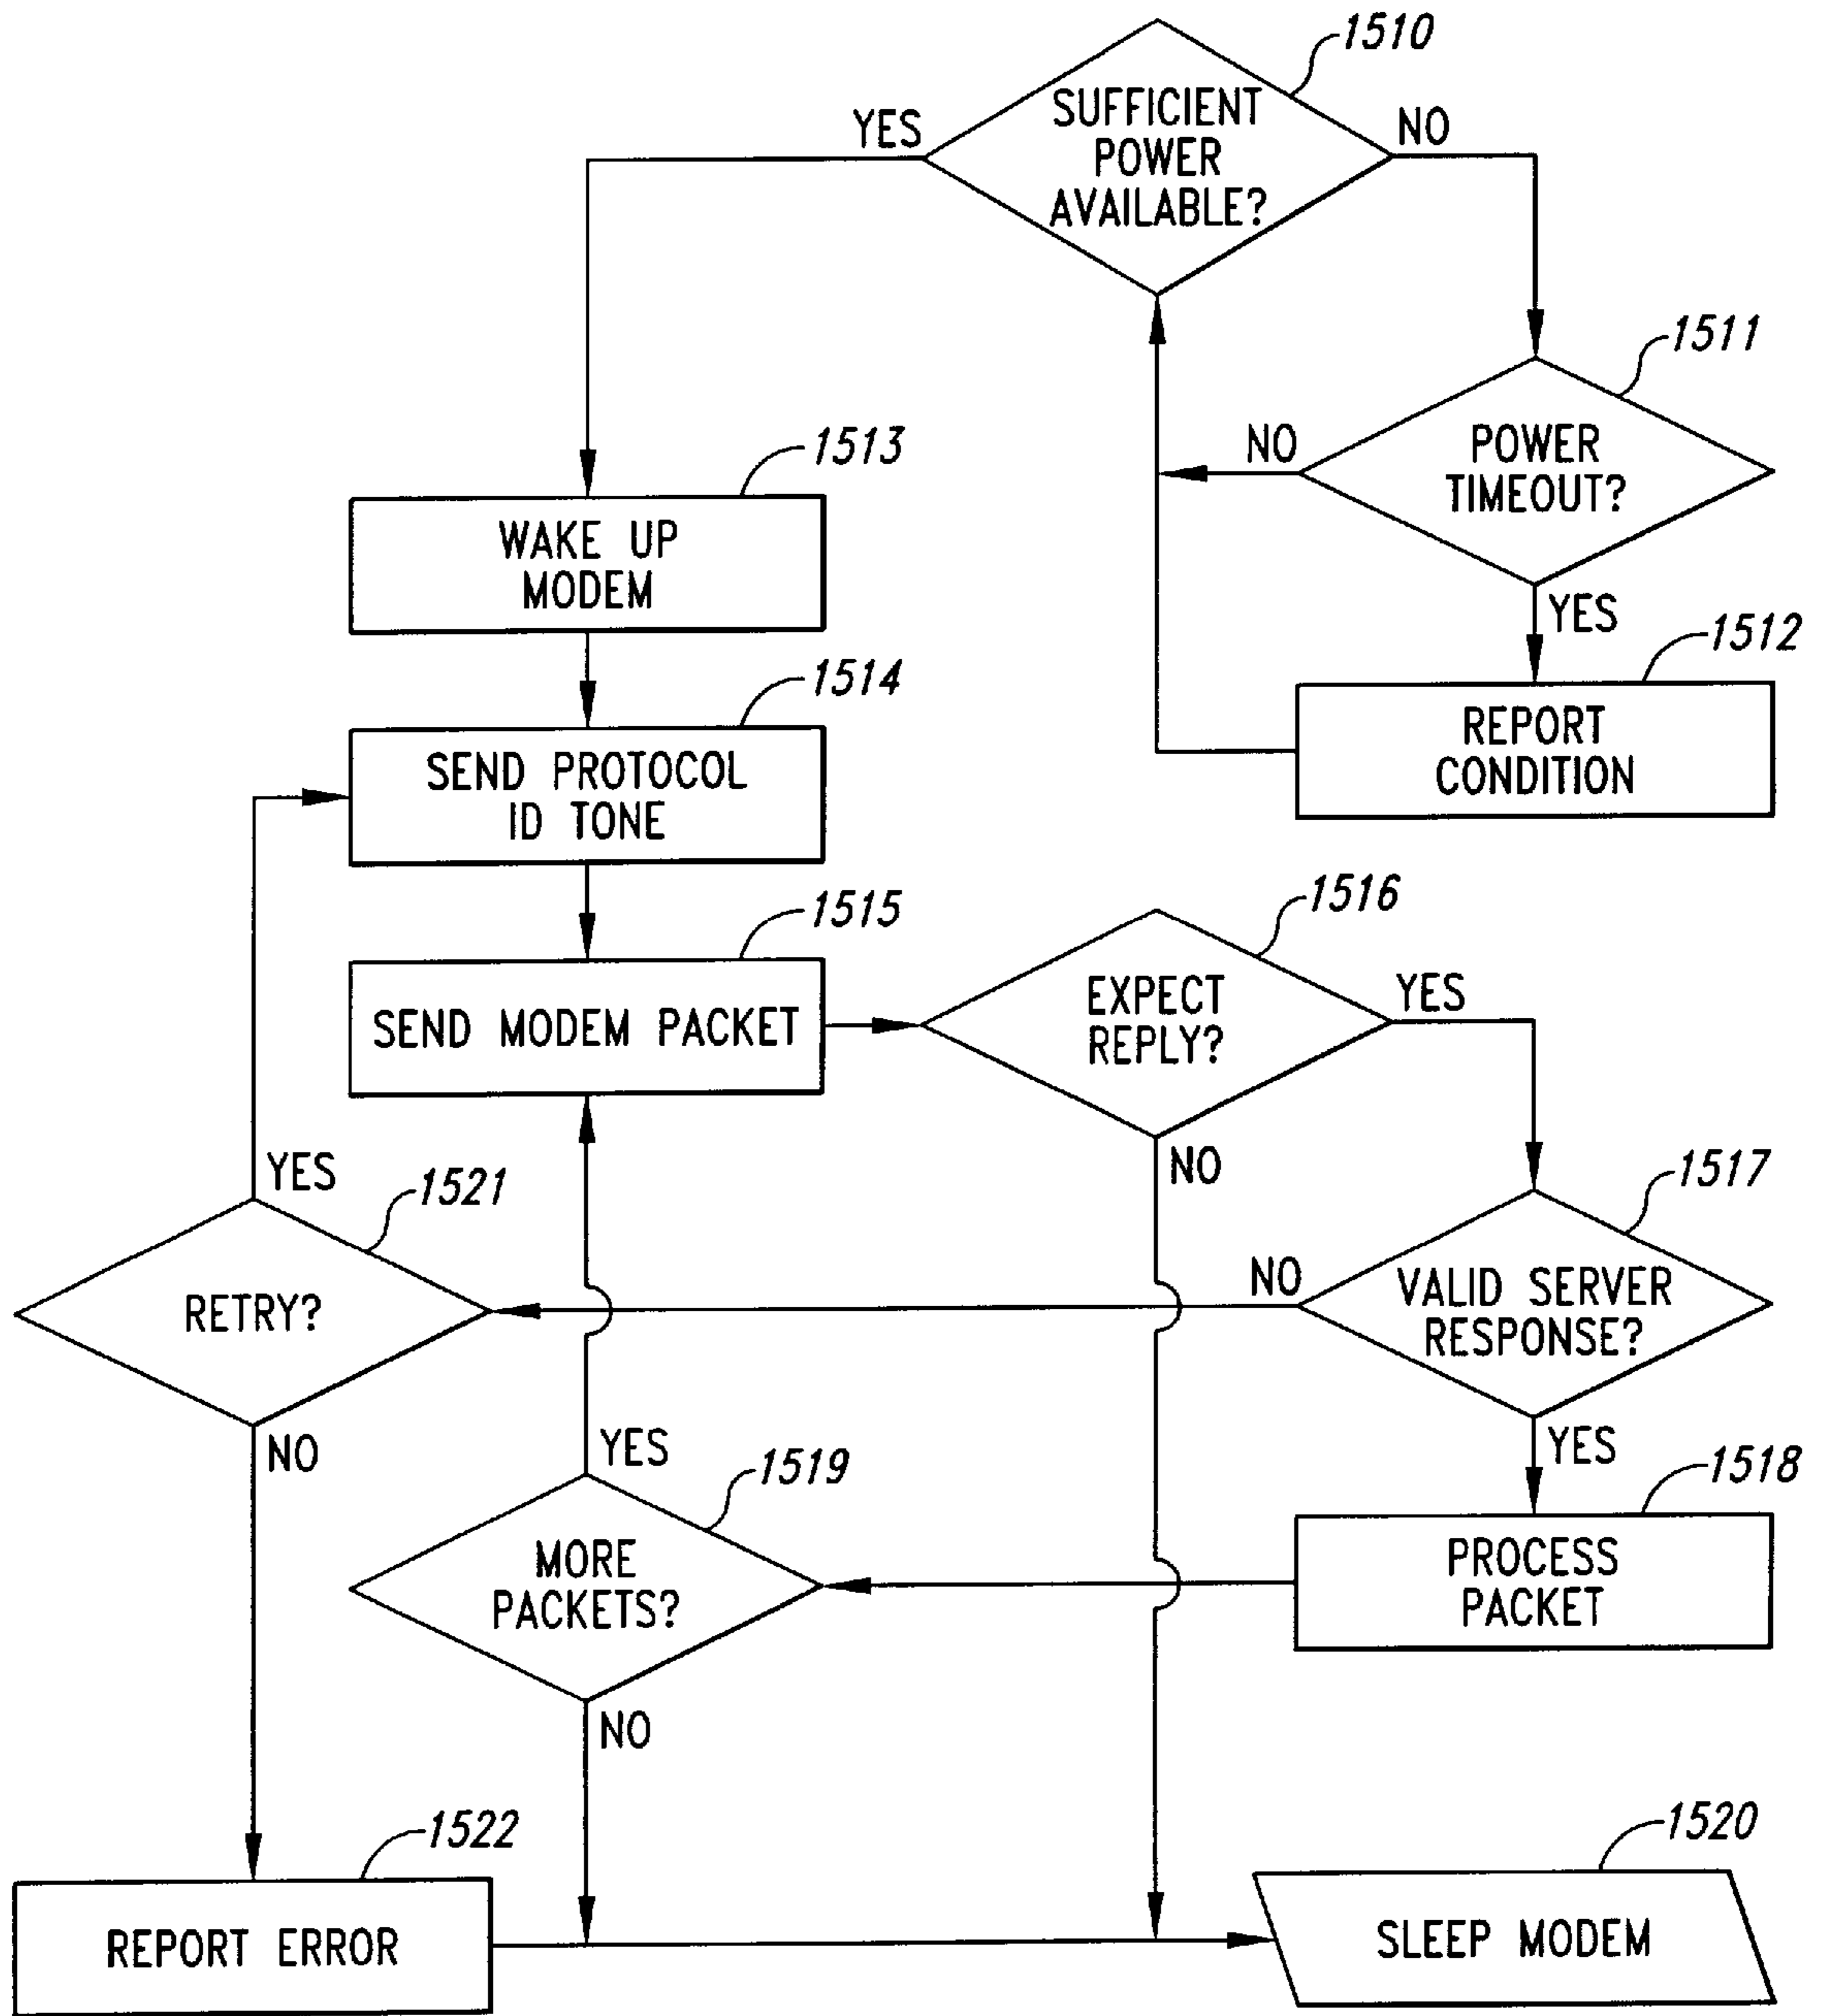 1510
SUFFICIENT
POWER
AVAILABLE?
YES
NO
1511
POWER
TIMEOUT?
NO
YES
1512
REPORT
CONDITION
1513
WAKE UP
MODEM
1514
SEND PROTOCOL
ID TONE
1515
SEND MODEM PACKET
1516
EXPECT
REPLY?
YES
NO
1517
VALID SERVER
RESPONSE?
NO
YES
1518
PROCESS
PACKET
1521
RETRY?
YES
NO
1519
MORE
PACKETS?
YES
NO
1522
REPORT ERROR
1520
SLEEP MODEM